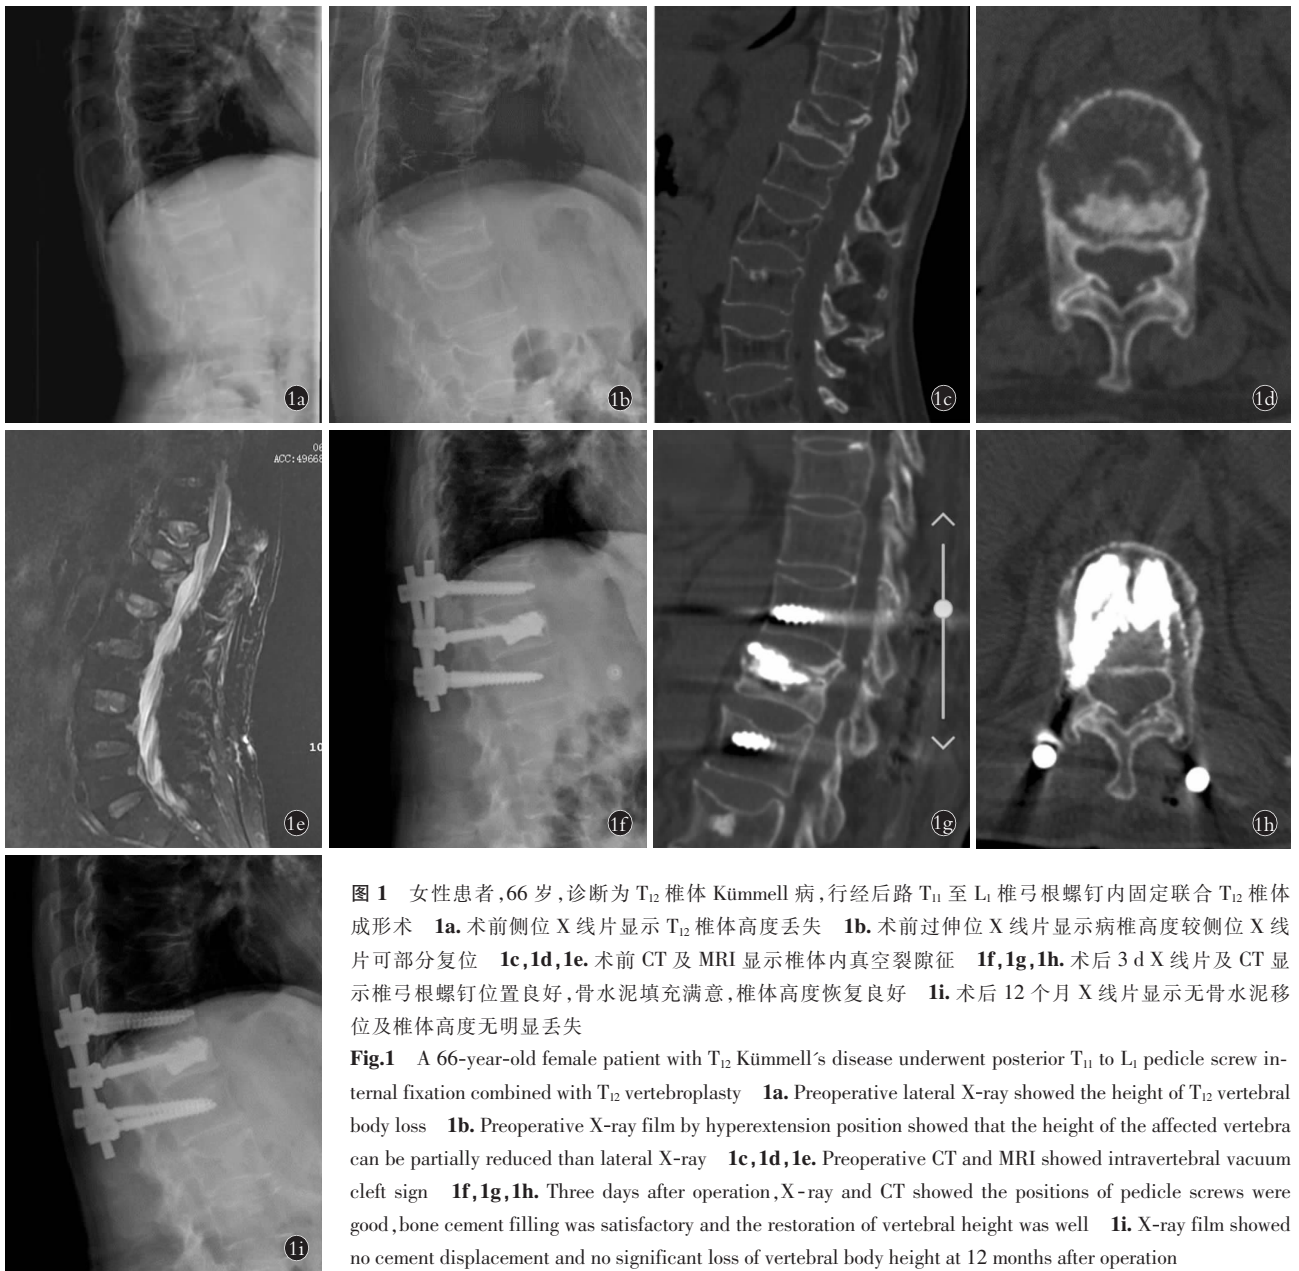 1a
1b
1c
1d
06
ACC:49668
10
1e
1f
1g
1h
1i
图 1 女性患者,66 岁,诊断为 T12 椎体 Kümmell 病,行经后路 T11 至 L1 椎弓根螺钉内固定联合 T12 椎体
成形术 1a. 术前侧位 X 线片显示 T12 椎体高度丢失 1b. 术前过伸位 X 线片显示病椎高度较侧位 X 线
片可部分复位 1c,1d,1e. 术前 CT 及 MRI 显示椎体内真空裂隙征 1f,1g,1h. 术后 3 d X 线片及 CT 显
示椎弓根螺钉位置良好,骨水泥填充满意,椎体高度恢复良好 1i. 术后 12 个月 X 线片显示无骨水泥移
位及椎体高度无明显丢失
Fig.1 A 66-year-old female patient with T12 Kümmell´s disease underwent posterior T11 to L1 pedicle screw in-
ternal fixation combined with T12 vertebroplasty 1a. Preoperative lateral X-ray showed the height of T12 vertebral
body loss 1b. Preoperative X-ray film by hyperextension position showed that the height of the affected vertebra
can be partially reduced than lateral X-ray 1c,1d,1e. Preoperative CT and MRI showed intravertebral vacuum
cleft sign 1f,1g,1h. Three days after operation,X-ray and CT showed the positions of pedicle screws were
good,bone cement filling was satisfactory and the restoration of vertebral height was well 1i. X-ray film showed
no cement displacement and no significant loss of vertebral body height at 12 months after operation